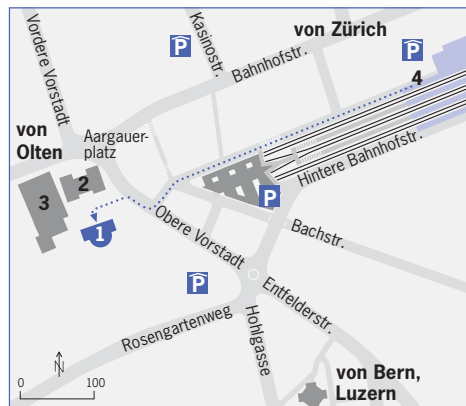 Vordere Vorstadt
Kasinostr.
P
von Zürich
P
4
Bahnhofstr.
von
Olten
Aargauer-
platz
Hintere Bahnhofstr.
3
2
1
P
Obere Vorstadt
Bachstr.
P
Entfelderstr.
Rosengartenweg
Hohlgasse
N
0 100
von Bern,
Luzern